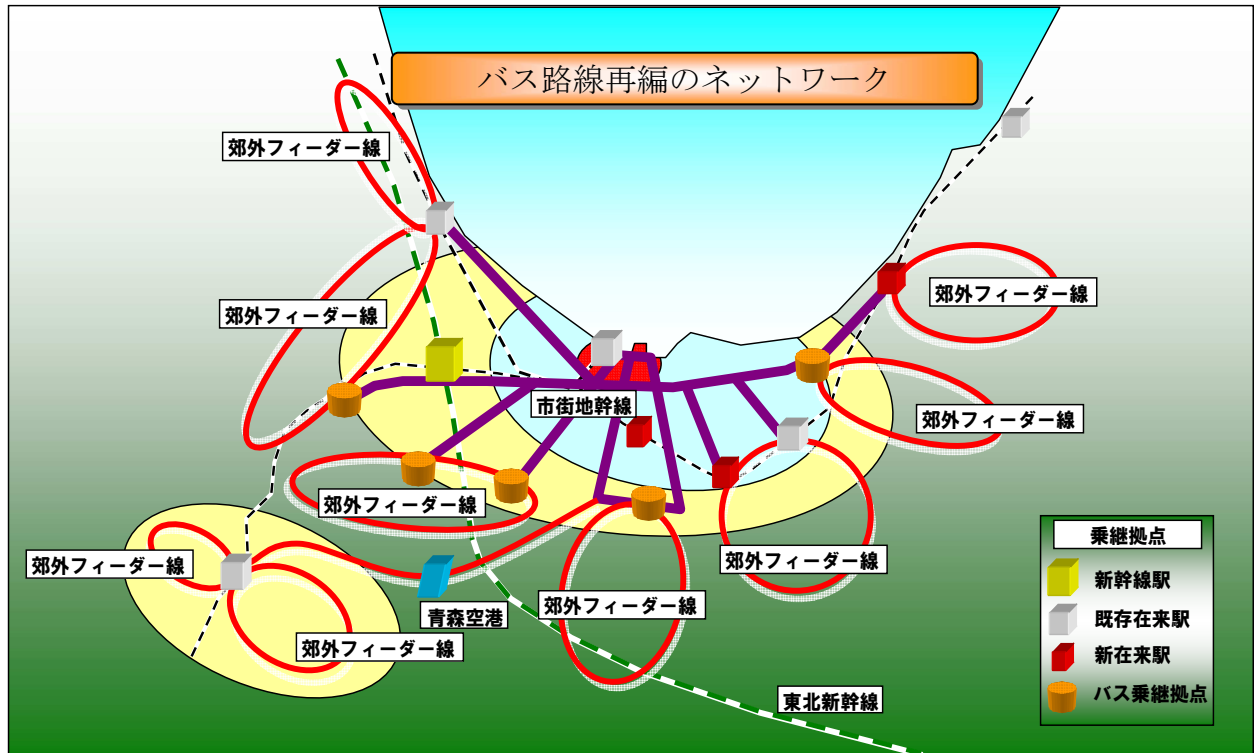 バス路線再編のネットワーク
郊外フィーダー線
郊外フィーダー線
郊外フィーダー線
郊外フィーダー線
市街地幹線
郊外フィーダー線
郊外フィーダー線
郊外フィーダー線
郊外フィーダー線
郊外フィーダー線
青森空港
東北新幹線
乗継拠点
新幹線駅
既存在来駅
新在来駅
バス乗継拠点